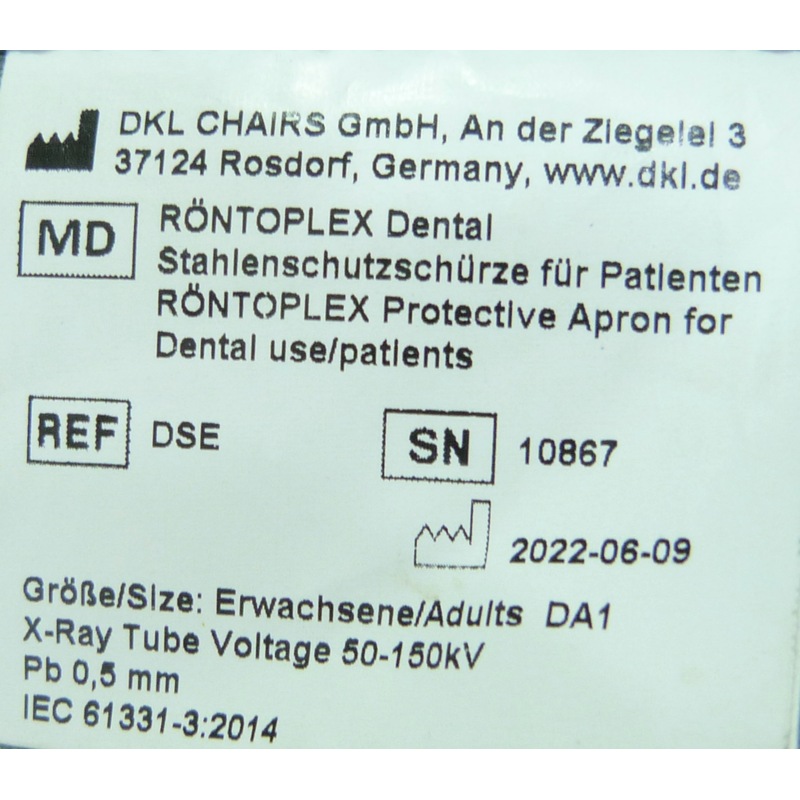 DKL CHAIRS GmbH, An der Ziegelei 3
37124 Rosdorf, Germany, www.dkl.de
MD
RÖNTOPLEX Dental
Stahlenschutzschürze für Patienten
RÖNTOPLEX Protective Apron for
Dental use/patients
REF DSE SN 10867
2022-06-09
Größe/Size: Erwachsene/Adults DA1
X-Ray Tube Voltage 50-150kV
Pb 0,5 mm
IEC 61331-3:2014